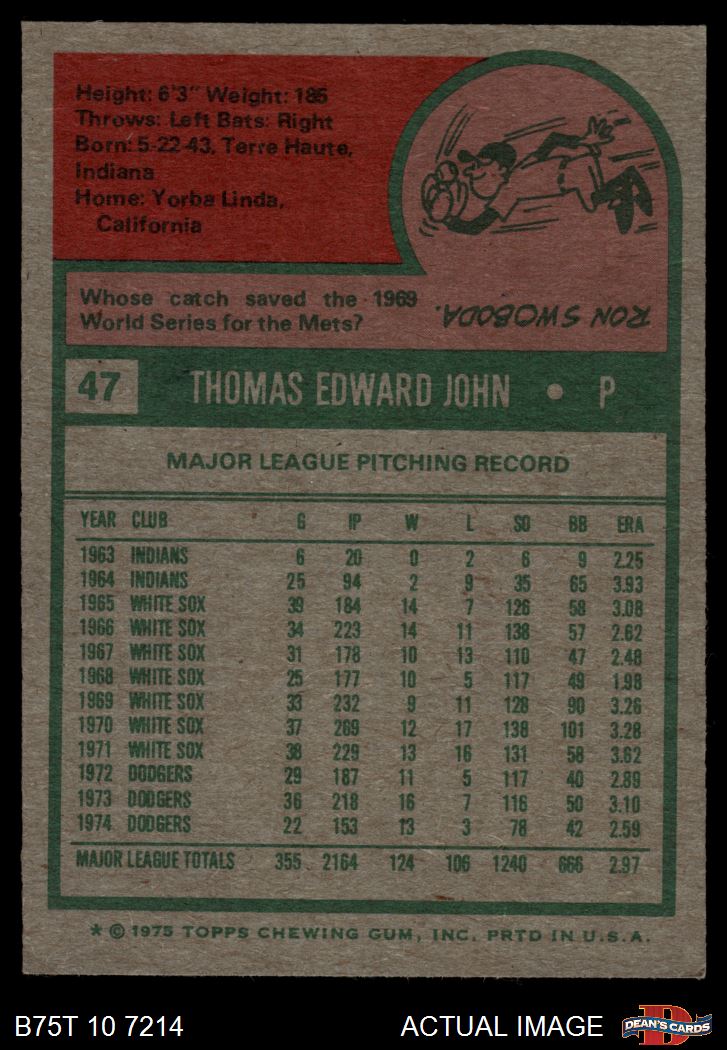 Height: 6'3" Weight: 185
Throws: Left Bats: Right
Born: 5-22-43, Terre Haute,
Indiana
Home: Yorba Linda,
California
Whose catch saved the 1969
World Series for the Mets?
RON SWOBODA.
47 THOMAS EDWARD JOHN • P
MAJOR LEAGUE PITCHING RECORD
YEAR CLUB G IP W L SO BB ERA
1963 INDIANS 6 20 0 2 6 9 2.25
1964 INDIANS 25 94 2 9 35 65 3.93
1965 WHITE SOX 39 184 14 7 126 58 3.08
1966 WHITE SOX 34 223 14 11 138 57 2.62
1967 WHITE SOX 31 178 10 13 110 47 2.48
1968 WHITE SOX 25 177 10 5 117 49 1.98
1969 WHITE SOX 33 232 9 11 128 90 3.26
1970 WHITE SOX 37 269 12 17 138 101 3.28
1971 WHITE SOX 38 229 13 16 131 58 3.62
1972 DODGERS 29 187 11 5 117 40 2.89
1973 DODGERS 36 218 16 7 116 50 3.10
1974 DODGERS 22 153 13 3 78 42 2.59
MAJOR LEAGUE TOTALS 355 2164 124 106 1240 666 2.97
* © 1975 TOPPS CHEWING GUM, INC. PRTD IN U.S.A.
B75T 10 7214 ACTUAL IMAGE
D
DEAN'S CARDS